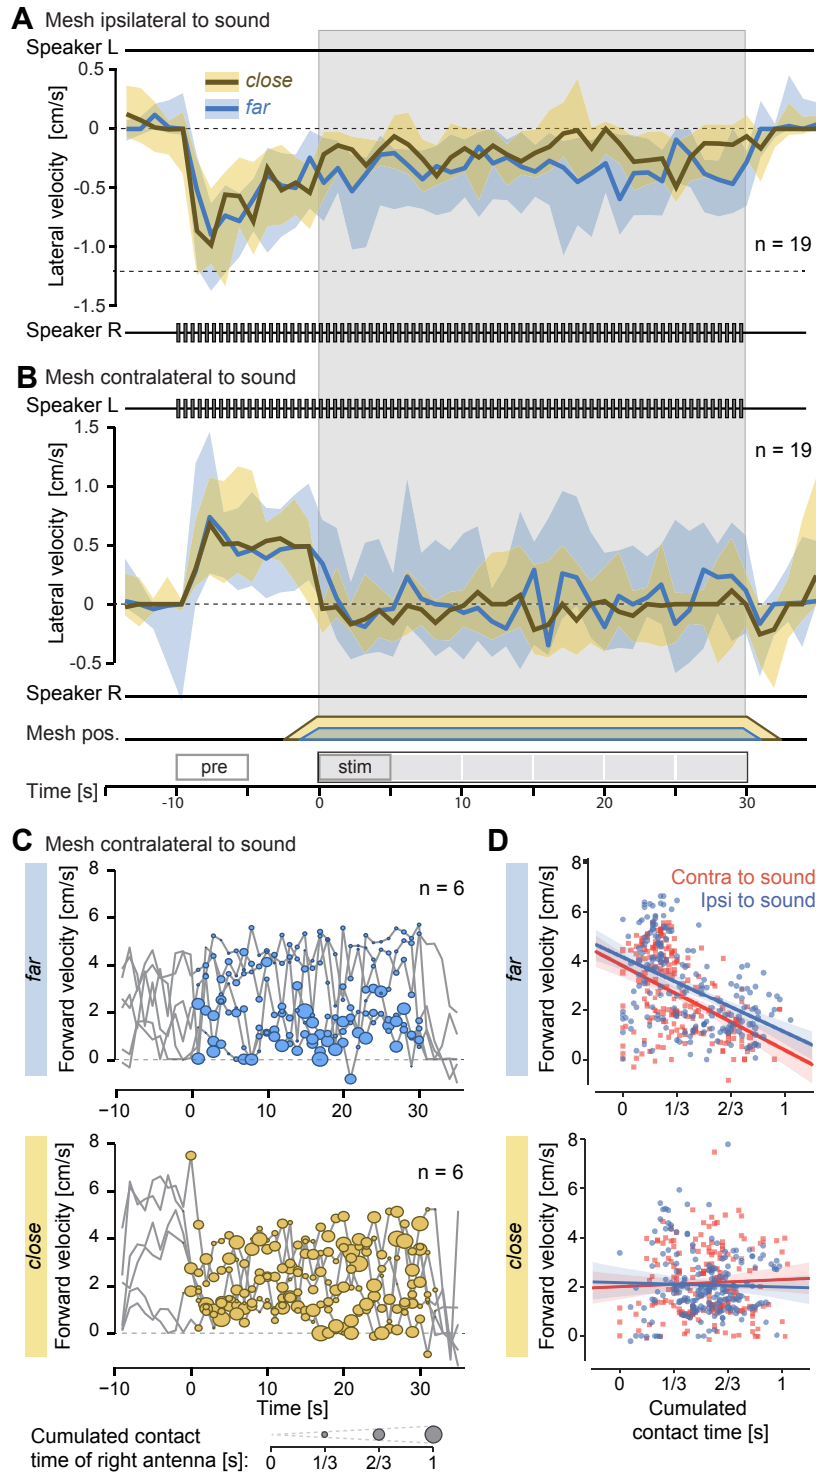 A Mesh ipsilateral to sound
Speaker L
0.5
0
-0.5
-1.0
-1.5
Lateral velocity [cm/s]
close
far
n = 19
Speaker R
B Mesh contralateral to sound
Speaker L
1.5
1.0
0.5
0
-0.5
Lateral velocity [cm/s]
n = 19
Speaker R
Mesh pos.
pre
stim
Time [s]
-10 0 10 20 30
C Mesh contralateral to sound
far
Forward velocity [cm/s]
8
6
4
2
0
n = 6
−10 0 10 20 30
close
Forward velocity [cm/s]
8
6
4
2
0
n = 6
−10 0 10 20 30
Time [s]
Cumulated contact
time of right antenna [s]:
0 1/3 2/3 1
D
far
Forward velocity [cm/s]
8
6
4
2
0
Contra to sound
Ipsi to sound
0 1/3 2/3 1
close
Forward velocity [cm/s]
8
6
4
2
0
0 1/3 2/3 1
Cumulated
contact time [s]